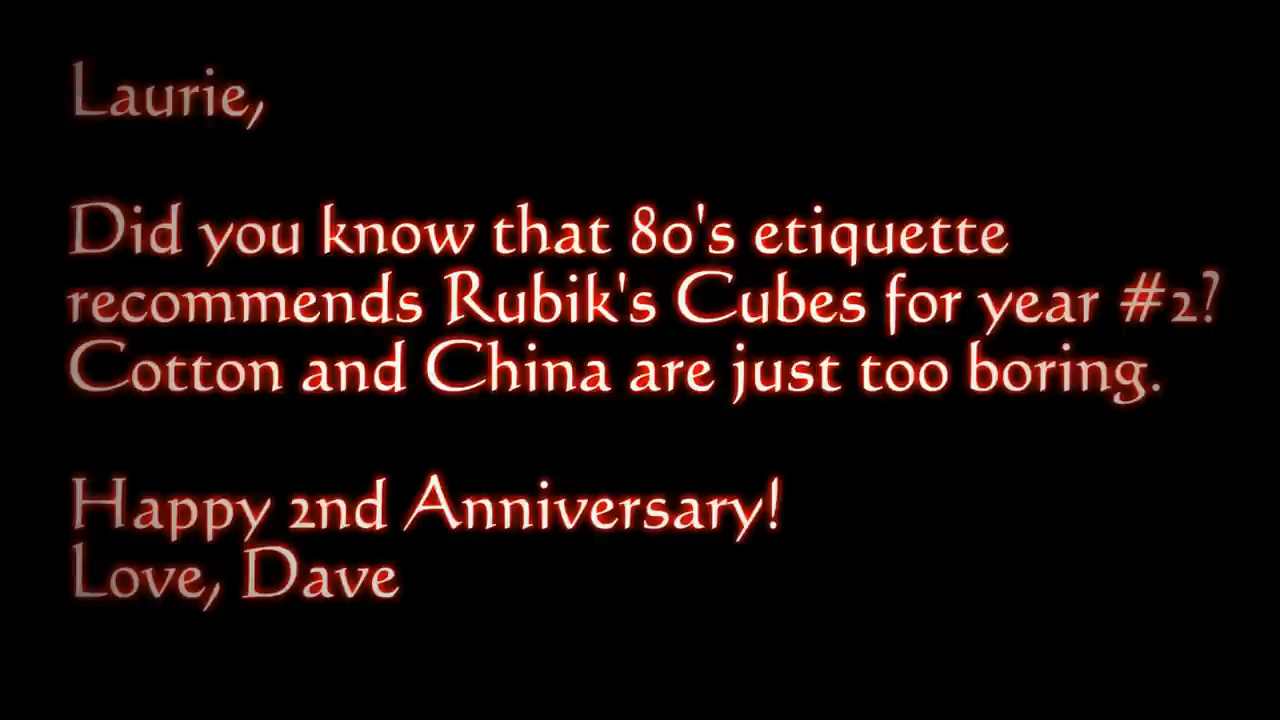 Laurie,
Did you know that 80's etiquette
recommends Rubik's Cubes for year #2?
Cotton and China are just too boring.
Happy 2nd Anniversary!
Love, Dave